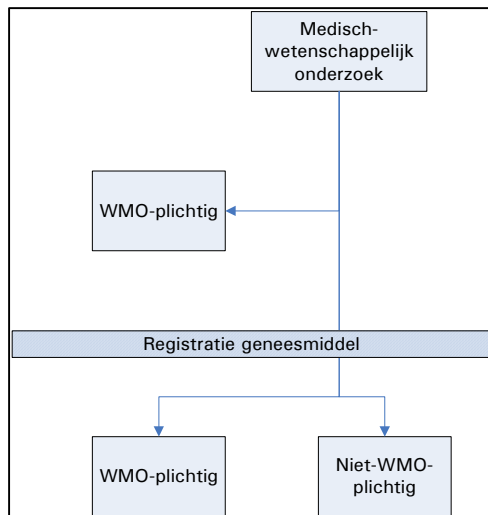 Medisch-
wetenschappelijk
onderzoek
WMO-plichtig
Registratie geneesmiddel
WMO-plichtig
Niet-WMO-
plichtig